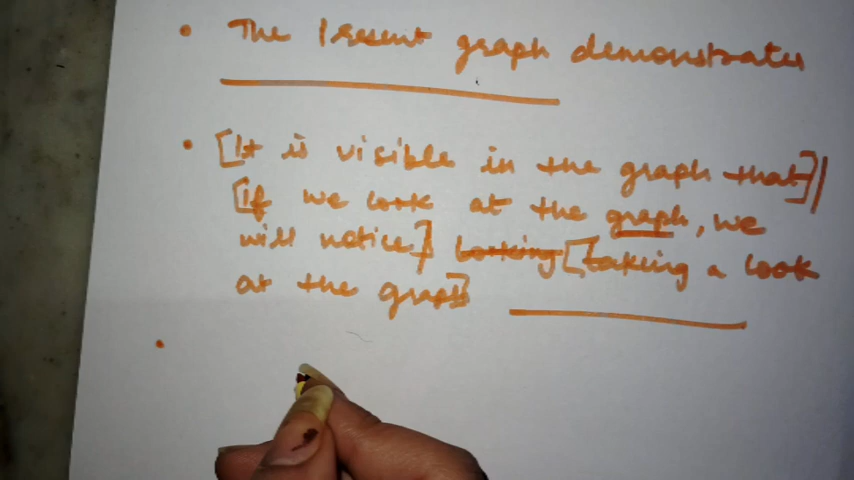 • The Present graph demonstrates
• [It is visible in the graph that]|
[if we look at the graph, we
will notice] looking [taking a look
at the graph]
•